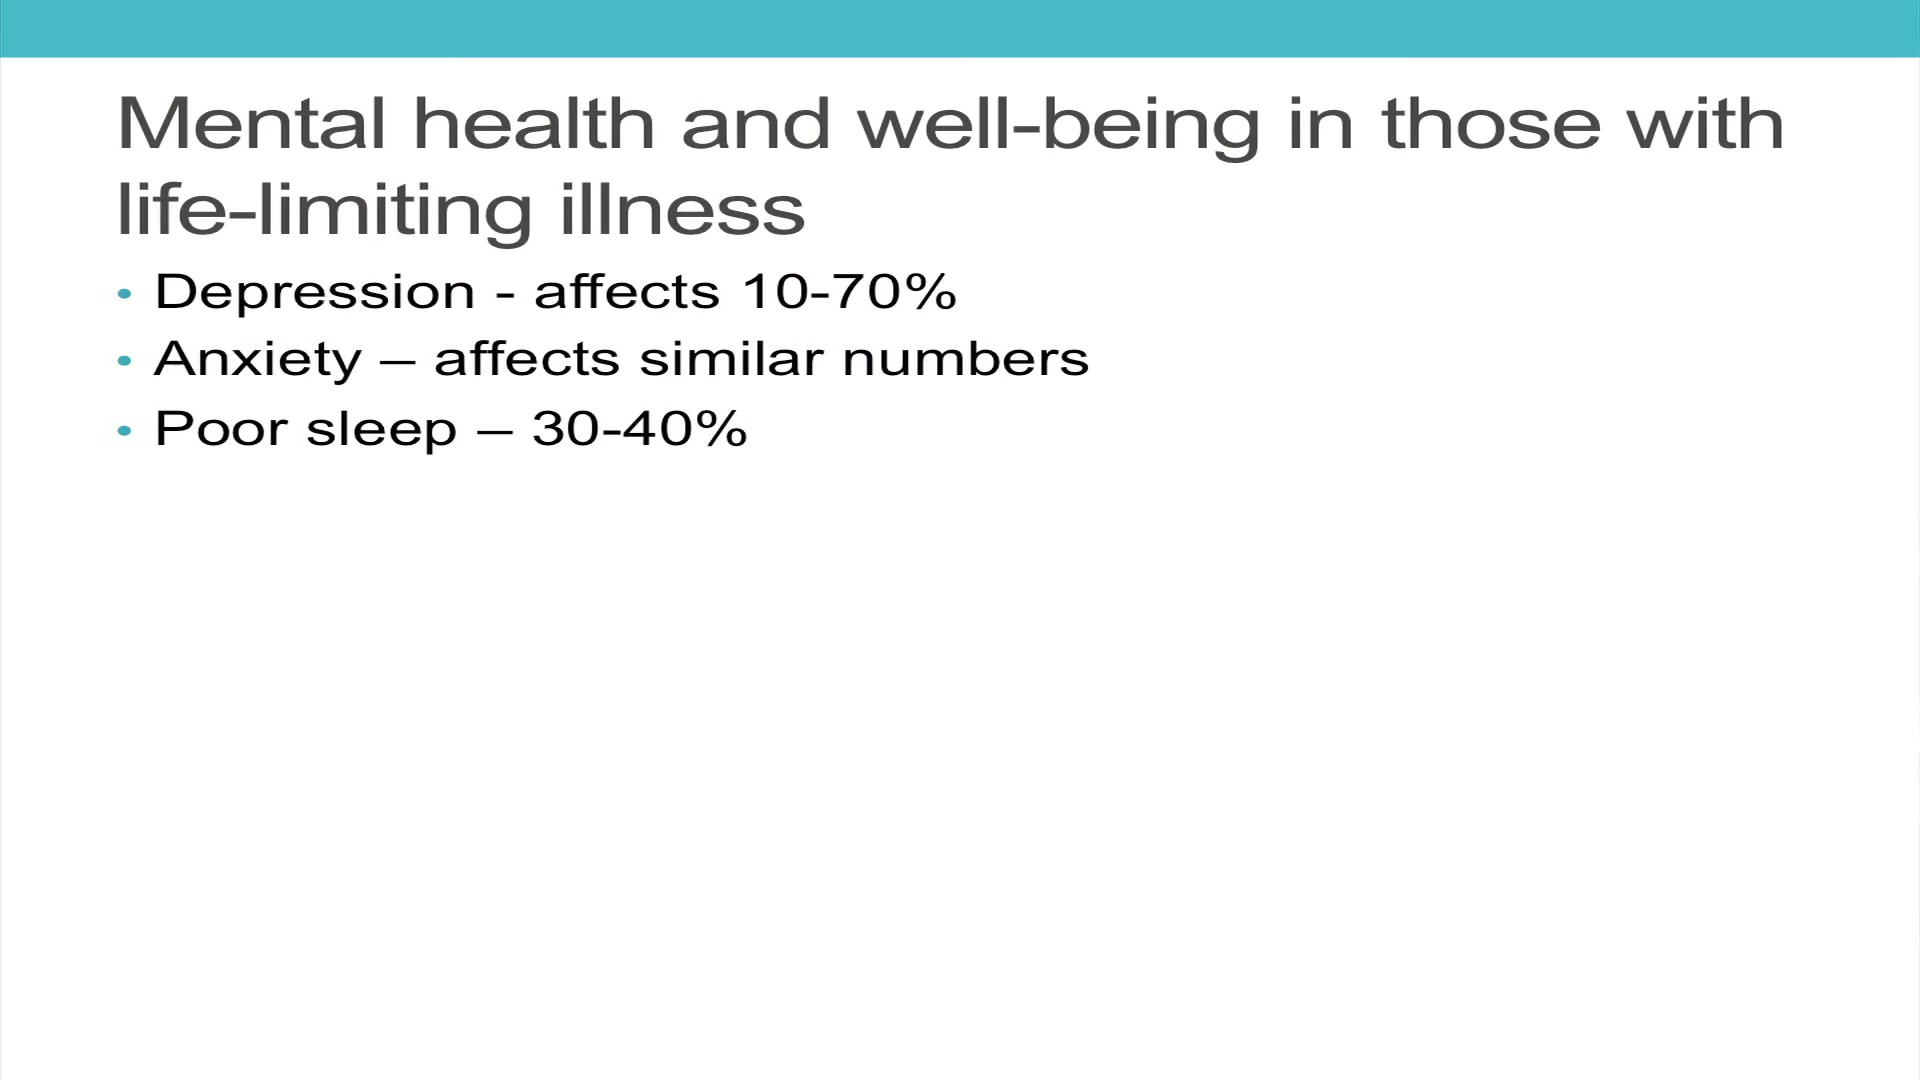 Mental health and well-being in those with
life-limiting illness
• Depression - affects 10-70%
• Anxiety – affects similar numbers
• Poor sleep – 30-40%